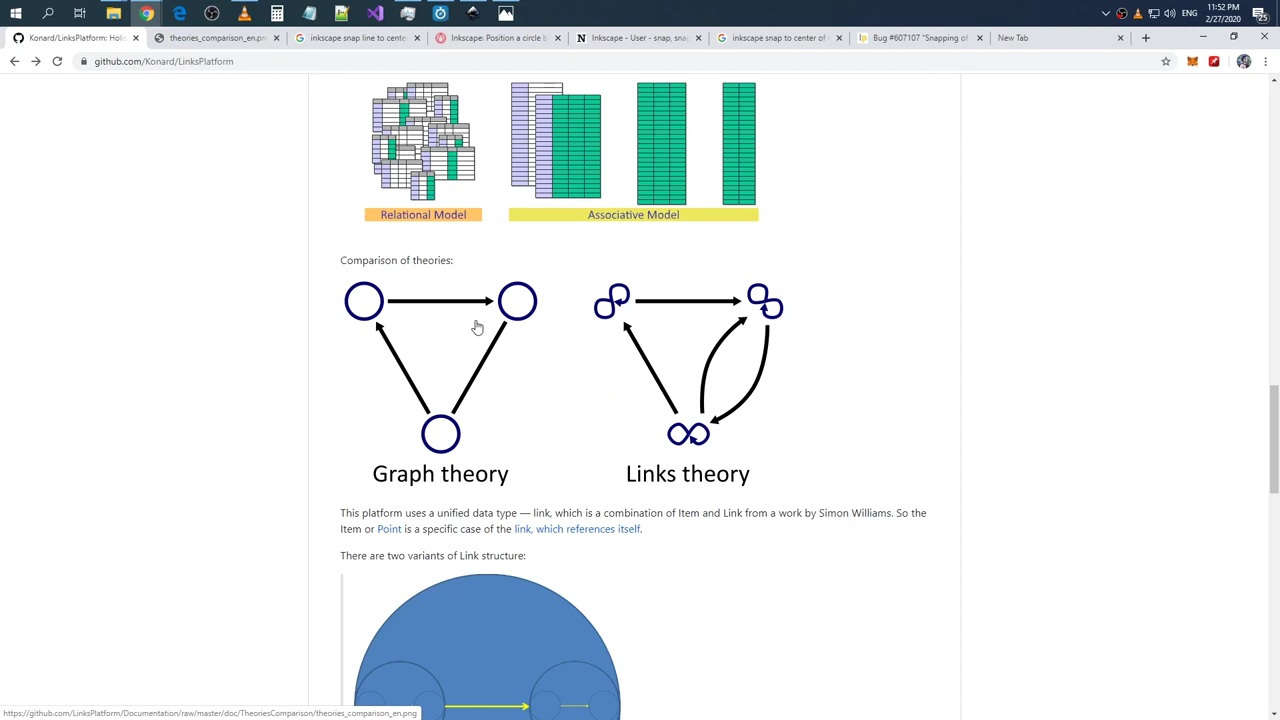 11:52 PM
ENG
2/27/2020
25
Konard/LinksPlatform: Holi
theories_comparison_en.pn
inkscape snap line to cente
Inkscape: Position a circle b
Inkscape - User - snap, sna
inkscape snap to center of
Bug #607107 "Snapping of
New Tab
github.com/Konard/LinksPlatform
Relational Model
Associative Model
Comparison of theories:
Graph theory
Links theory
This platform uses a unified data type — link, which is a combination of Item and Link from a work by Simon Williams. So the
Item or Point is a specific case of the link, which references itself.
There are two variants of Link structure:
https://github.com/LinksPlatform/Documentation/raw/master/doc/TheoriesComparison/theories_comparison_en.png